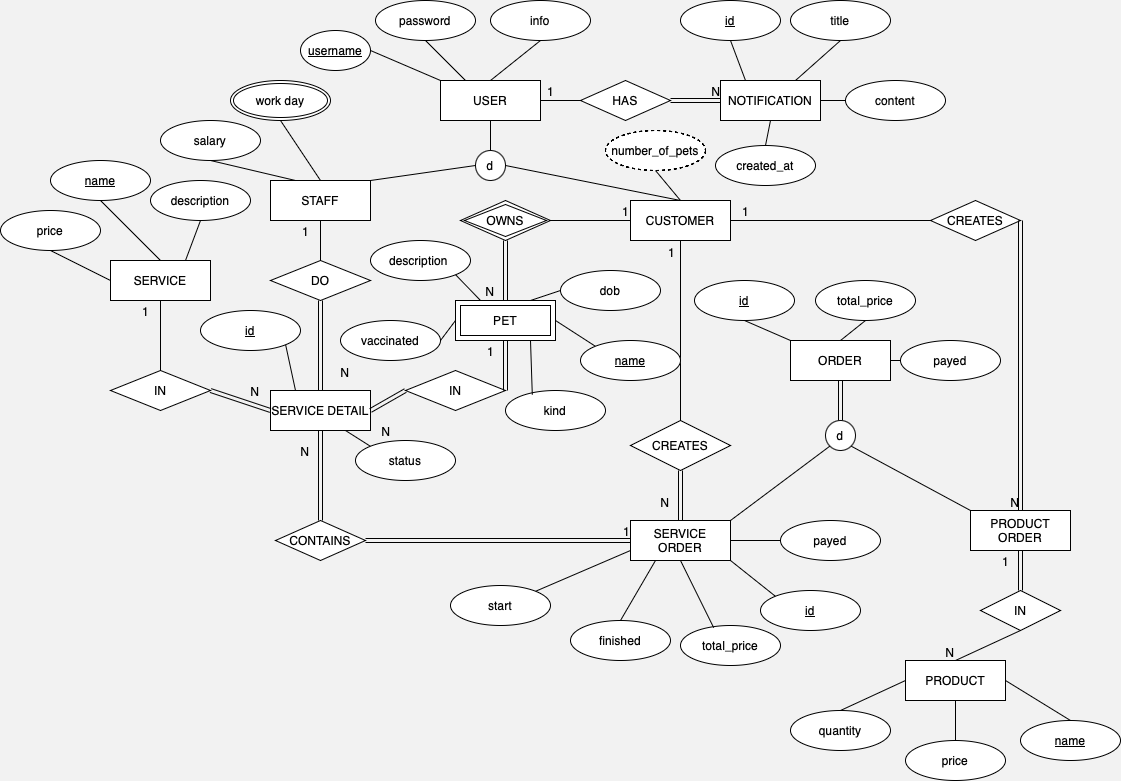 password
info
id
title
username
work day
USER
1
HAS
N
NOTIFICATION
content
salary
number_of_pets
created_at
d
name
description
STAFF
1
OWNS
1
CUSTOMER
1
CREATES
price
SERVICE
1
DO
description
N
dob
1
id
total_price
id
vaccinated
PET
1
name
ORDER
payed
IN
N
N
SERVICE DETAIL
IN
kind
N
N
status
CREATES
d
N
N
CONTAINS
1
SERVICE
ORDER
payed
PRODUCT
ORDER
1
start
finished
total_price
id
IN
N
PRODUCT
quantity
price
name